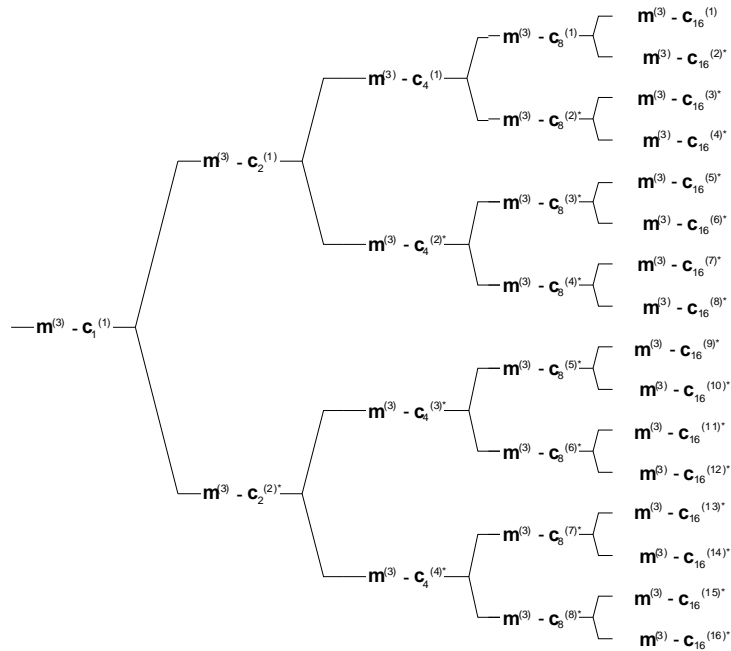 m(3) - c1(1)
m(3) - c2(1)
m(3) - c2(2)*
m(3) - c4(1)
m(3) - c4(2)*
m(3) - c4(3)*
m(3) - c4(4)*
m(3) - c8(1)
m(3) - c8(2)*
m(3) - c8(3)*
m(3) - c8(4)*
m(3) - c8(5)*
m(3) - c8(6)*
m(3) - c8(7)*
m(3) - c8(8)*
m(3) - c16(1)
m(3) - c16(2)*
m(3) - c16(3)*
m(3) - c16(4)*
m(3) - c16(5)*
m(3) - c16(6)*
m(3) - c16(7)*
m(3) - c16(8)*
m(3) - c16(9)*
m(3) - c16(10)*
m(3) - c16(11)*
m(3) - c16(12)*
m(3) - c16(13)*
m(3) - c16(14)*
m(3) - c16(15)*
m(3) - c16(16)*